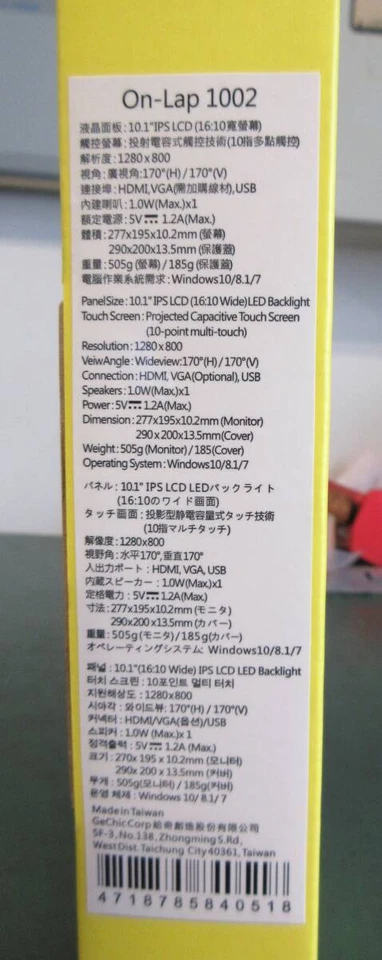 On-Lap 1002
液晶面板：10.1"IPS LCD (16:10寬螢幕)
觸控螢幕：投射電容式觸控技術(10指多點觸控)
解析度：1280x800
視角：廣視角:170°(H) / 170°(V)
連接埠：HDMI,VGA(需加購線材),USB
內建喇叭：1.0W(Max.)x1
額定電源：5V⎓ 1.2A(Max.)
體積：277x195x10.2mm (螢幕)
290x200x13.5mm (保護蓋)
重量：505g (螢幕) / 185g (保護蓋)
電腦作業系統需求：Windows10/8.1/7
PanelSize : 10.1" IPS LCD (16:10 Wide)LED Backlight
Touch Screen : Projected Capacitive Touch Screen
(10-point multi-touch)
Resolution : 1280 x 800
VeiwAngle : Wideview:170°(H) / 170°(V)
Connection : HDMI, VGA(Optional), USB
Speakers : 1.0W(Max.)x1
Power : 5V⎓ 1.2A(Max.)
Dimension : 277x195x10.2mm (Monitor)
290 x 200x13.5mm(Cover)
Weight : 505g (Monitor) / 185(Cover)
Operating System : Windows10/8.1/7
パネル：10.1" IPS LCD LEDバックライト
(16:10のワイド画面)
タッチ画面：投影型静電容量式タッチ技術
(10指マルチタッチ)
解像度：1280x800
視野角：水平170°,垂直170°
入出力ポート：HDMI, VGA, USB
内蔵スピーカー：1.0W(Max.)x1
定格電力：5V⎓ 1.2A(Max.)
寸法：277x195x10.2mm (モニタ)
290x200 x13.5mm (カバー)
重量：505g(モニタ) / 185g(カバー)
オペレーティングシステム: Windows10/8.1/7
패널 : 10.1"(16:10 Wide) IPS LCD LED Backlight
터치 스크린 : 10포인트 멀티 터치
지원해상도 : 1280x800
시야각 : 와이드뷰: 170°(H) / 170°(V)
커넥터 : HDMI/VGA(옵션)/USB
스피커 : 1.0W(Max.)x 1
정격출력 : 5V⎓ 1.2A (Max.)
크기 : 270x 195 x 10.2mm (모니터)
290x 200 x 13.5mm (커버)
무게 : 505g(모니터) / 185g(커버)
운영 체제 : Windows 10/ 8.1/ 7
Made in Taiwan
GeChic Corp 給奇創造股份有限公司
5F-3, No.138, Zhongming S.Rd,
West Dist. Taichung City40361, Taiwan
4718785840518